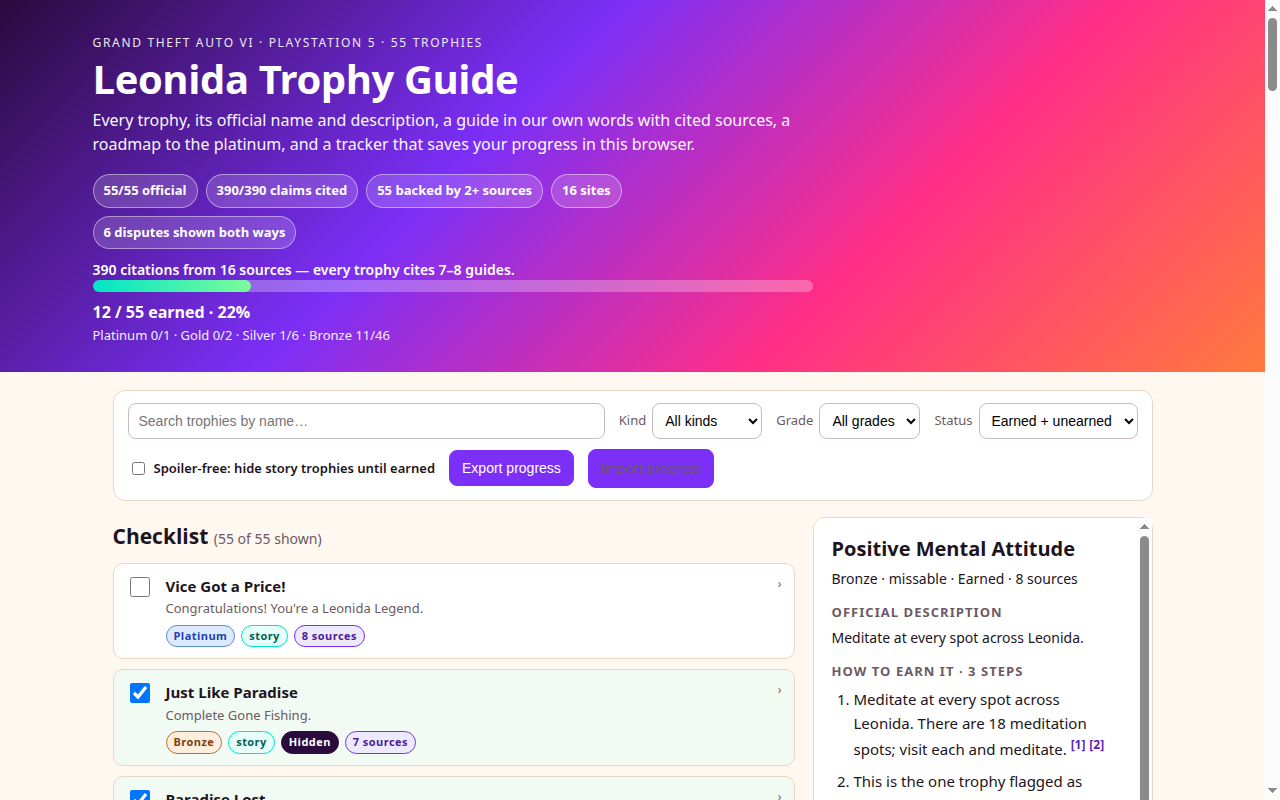 GRAND THEFT AUTO VI · PLAYSTATION 5 · 55 TROPHIES
Leonida Trophy Guide
Every trophy, its official name and description, a guide in our own words with cited sources, a
roadmap to the platinum, and a tracker that saves your progress in this browser.
55/55 official
390/390 claims cited
55 backed by 2+ sources
16 sites
6 disputes shown both ways
390 citations from 16 sources — every trophy cites 7–8 guides.
12 / 55 earned · 22%
Platinum 0/1 · Gold 0/2 · Silver 1/6 · Bronze 11/46
Search trophies by name…
Kind
All kinds
Grade
All grades
Status
Earned + unearned
Spoiler-free: hide story trophies until earned
Export progress
Import progress
Checklist (55 of 55 shown)
Vice Got a Price!
Congratulations! You're a Leonida Legend.
Platinum
story
8 sources
Just Like Paradise
Complete Gone Fishing.
Bronze
story
Hidden
7 sources
Paradise Lost
Positive Mental Attitude
Bronze · missable · Earned · 8 sources
OFFICIAL DESCRIPTION
Meditate at every spot across Leonida.
HOW TO EARN IT · 3 STEPS
1. Meditate at every spot across
Leonida. There are 18 meditation
spots; visit each and meditate. [1] [2]
2. This is the one trophy flagged as